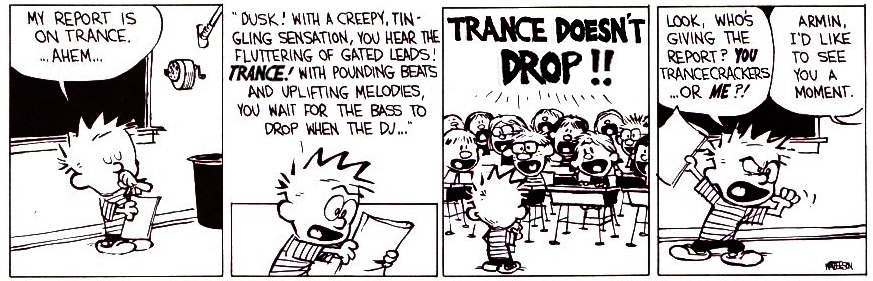 MY REPORT IS
ON TRANCE.
...AHEM...
"DUSK! WITH A CREEPY, TIN-
GLING SENSATION, YOU HEAR THE
FLUTTERING OF GATED LEADS!
TRANCE! WITH POUNDING BEATS
AND UPLIFTING MELODIES,
YOU WAIT FOR THE BASS TO
DROP WHEN THE DJ..."
TRANCE DOESN'T
DROP!!
LOOK, WHO'S
GIVING THE
REPORT? YOU
TRANCECRACKERS
...OR ME?!
ARMIN,
I'D LIKE
TO SEE
YOU A
MOMENT.
WATERSON